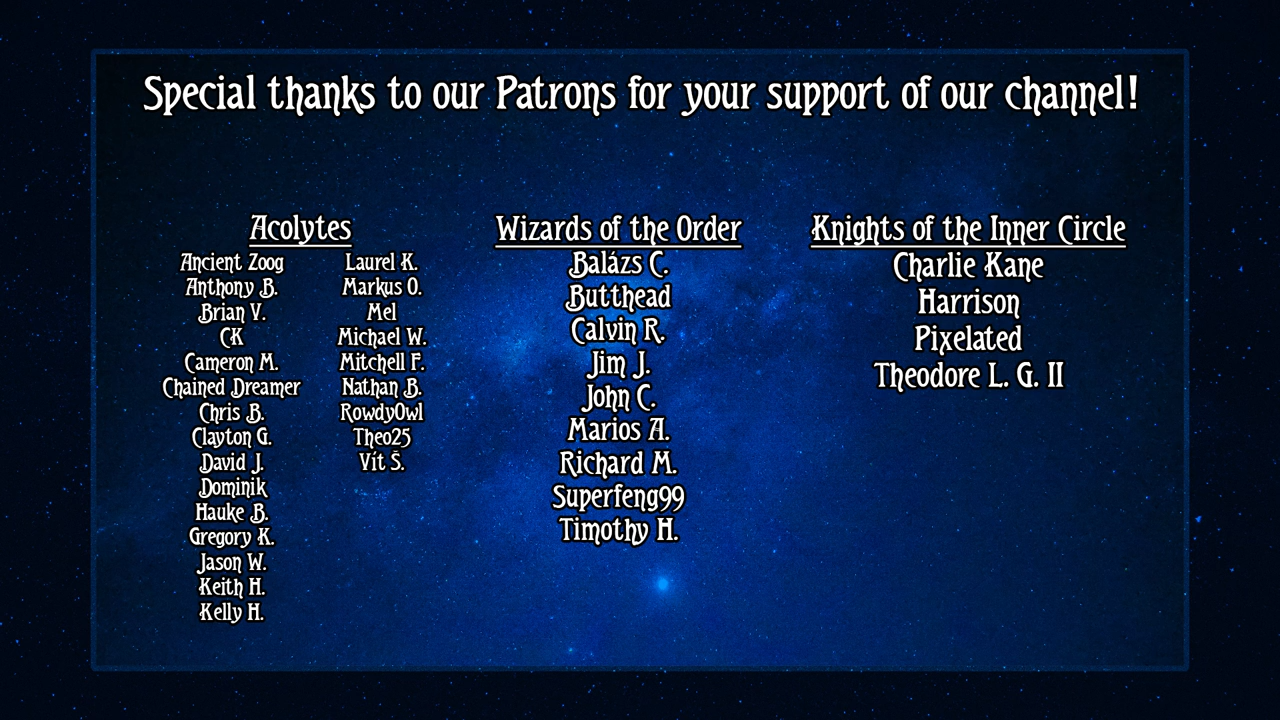 Special thanks to our Patrons for your support of our channel!
Acolytes
Ancient Zoog
Anthony B.
Brian V.
CK
Cameron M.
Chained Dreamer
Chris B.
Clayton G.
David J.
Dominik
Hauke B.
Gregory K.
Jason W.
Keith H.
Kelly H.
Laurel K.
Markus O.
Mel
Michael W.
Mitchell F.
Nathan B.
RowdyOwl
Theo25
Vít Š.
Wizards of the Order
Balázs C.
Butthead
Calvin R.
Jim J.
John C.
Marios A.
Richard M.
Superfeng99
Timothy H.
Knights of the Inner Circle
Charlie Kane
Harrison
Pixelated
Theodore L. G. II